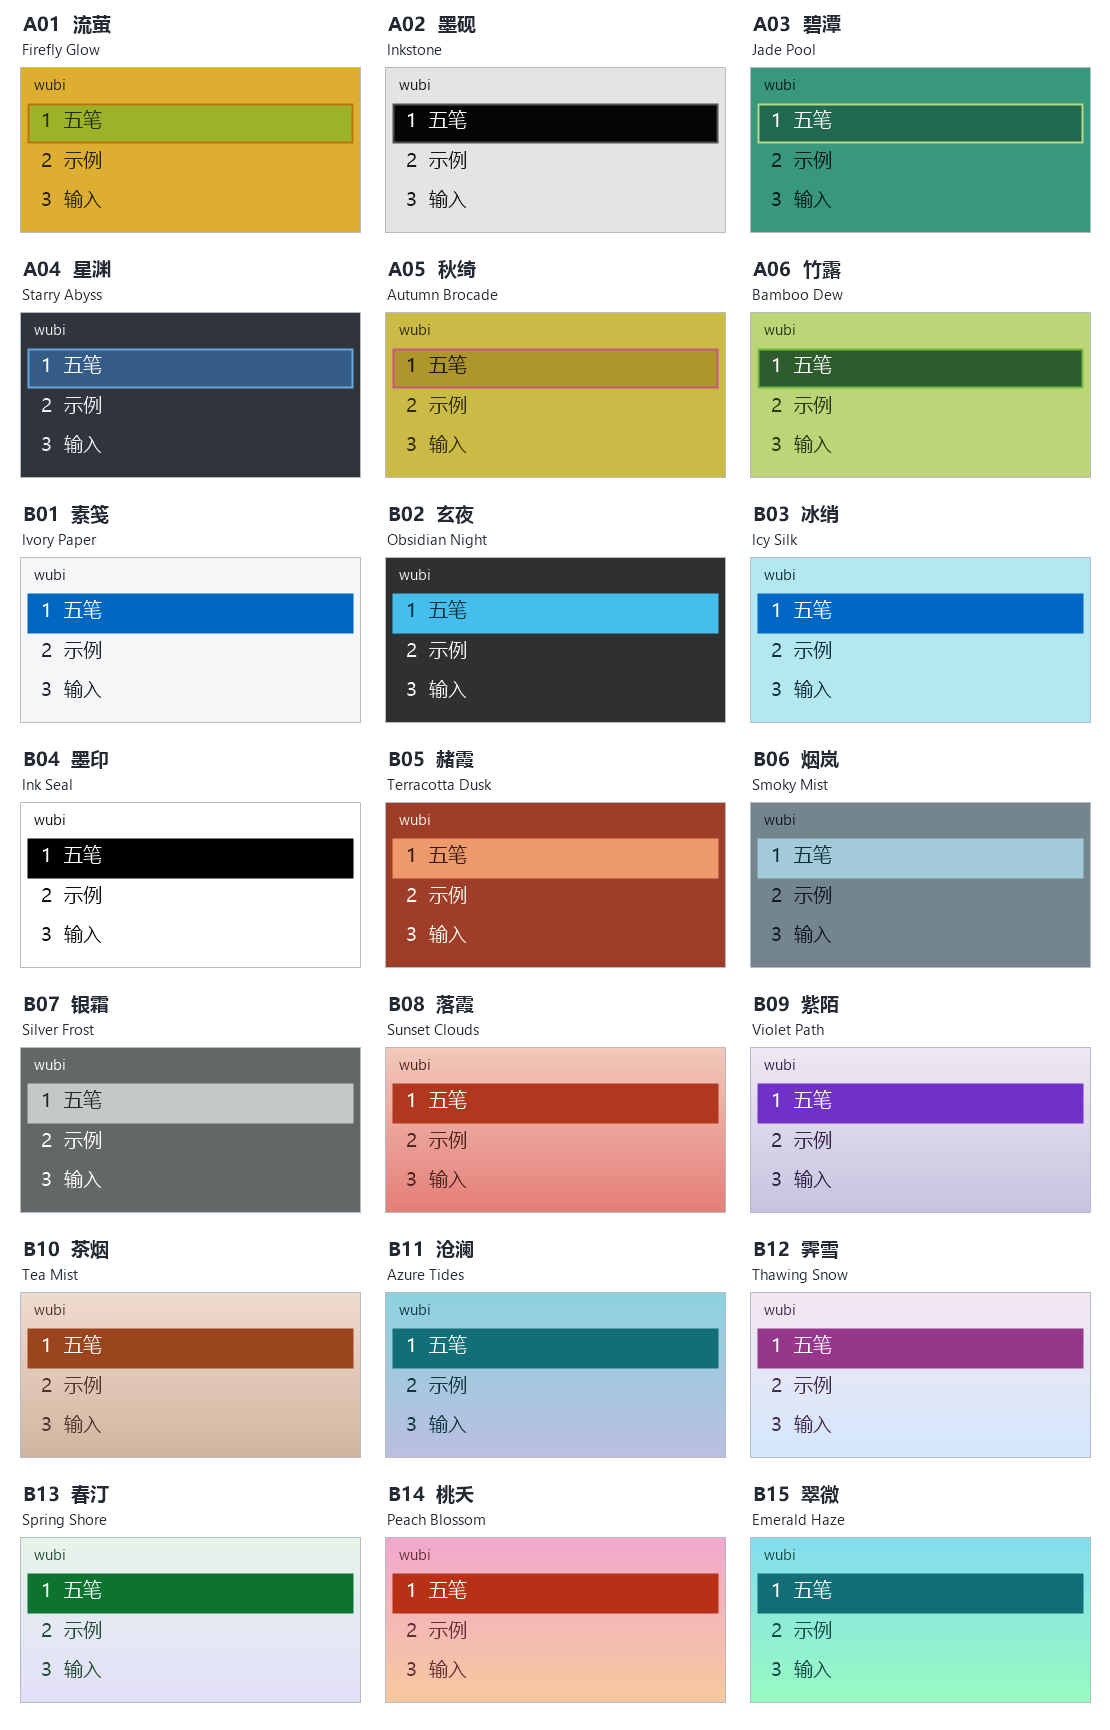 A01 流萤
Firefly Glow
wubi
1 五笔
2 示例
3 输入
A02 墨砚
Inkstone
wubi
1 五笔
2 示例
3 输入
A03 碧潭
Jade Pool
wubi
1 五笔
2 示例
3 输入
A04 星渊
Starry Abyss
wubi
1 五笔
2 示例
3 输入
A05 秋绮
Autumn Brocade
wubi
1 五笔
2 示例
3 输入
A06 竹露
Bamboo Dew
wubi
1 五笔
2 示例
3 输入
B01 素笺
Ivory Paper
wubi
1 五笔
2 示例
3 输入
B02 玄夜
Obsidian Night
wubi
1 五笔
2 示例
3 输入
B03 冰绡
Icy Silk
wubi
1 五笔
2 示例
3 输入
B04 墨印
Ink Seal
wubi
1 五笔
2 示例
3 输入
B05 赭霞
Terracotta Dusk
wubi
1 五笔
2 示例
3 输入
B06 烟岚
Smoky Mist
wubi
1 五笔
2 示例
3 输入
B07 银霜
Silver Frost
wubi
1 五笔
2 示例
3 输入
B08 落霞
Sunset Clouds
wubi
1 五笔
2 示例
3 输入
B09 紫陌
Violet Path
wubi
1 五笔
2 示例
3 输入
B10 茶烟
Tea Mist
wubi
1 五笔
2 示例
3 输入
B11 沧澜
Azure Tides
wubi
1 五笔
2 示例
3 输入
B12 霁雪
Thawing Snow
wubi
1 五笔
2 示例
3 输入
B13 春汀
Spring Shore
wubi
1 五笔
2 示例
3 输入
B14 桃夭
Peach Blossom
wubi
1 五笔
2 示例
3 输入
B15 翠微
Emerald Haze
wubi
1 五笔
2 示例
3 输入